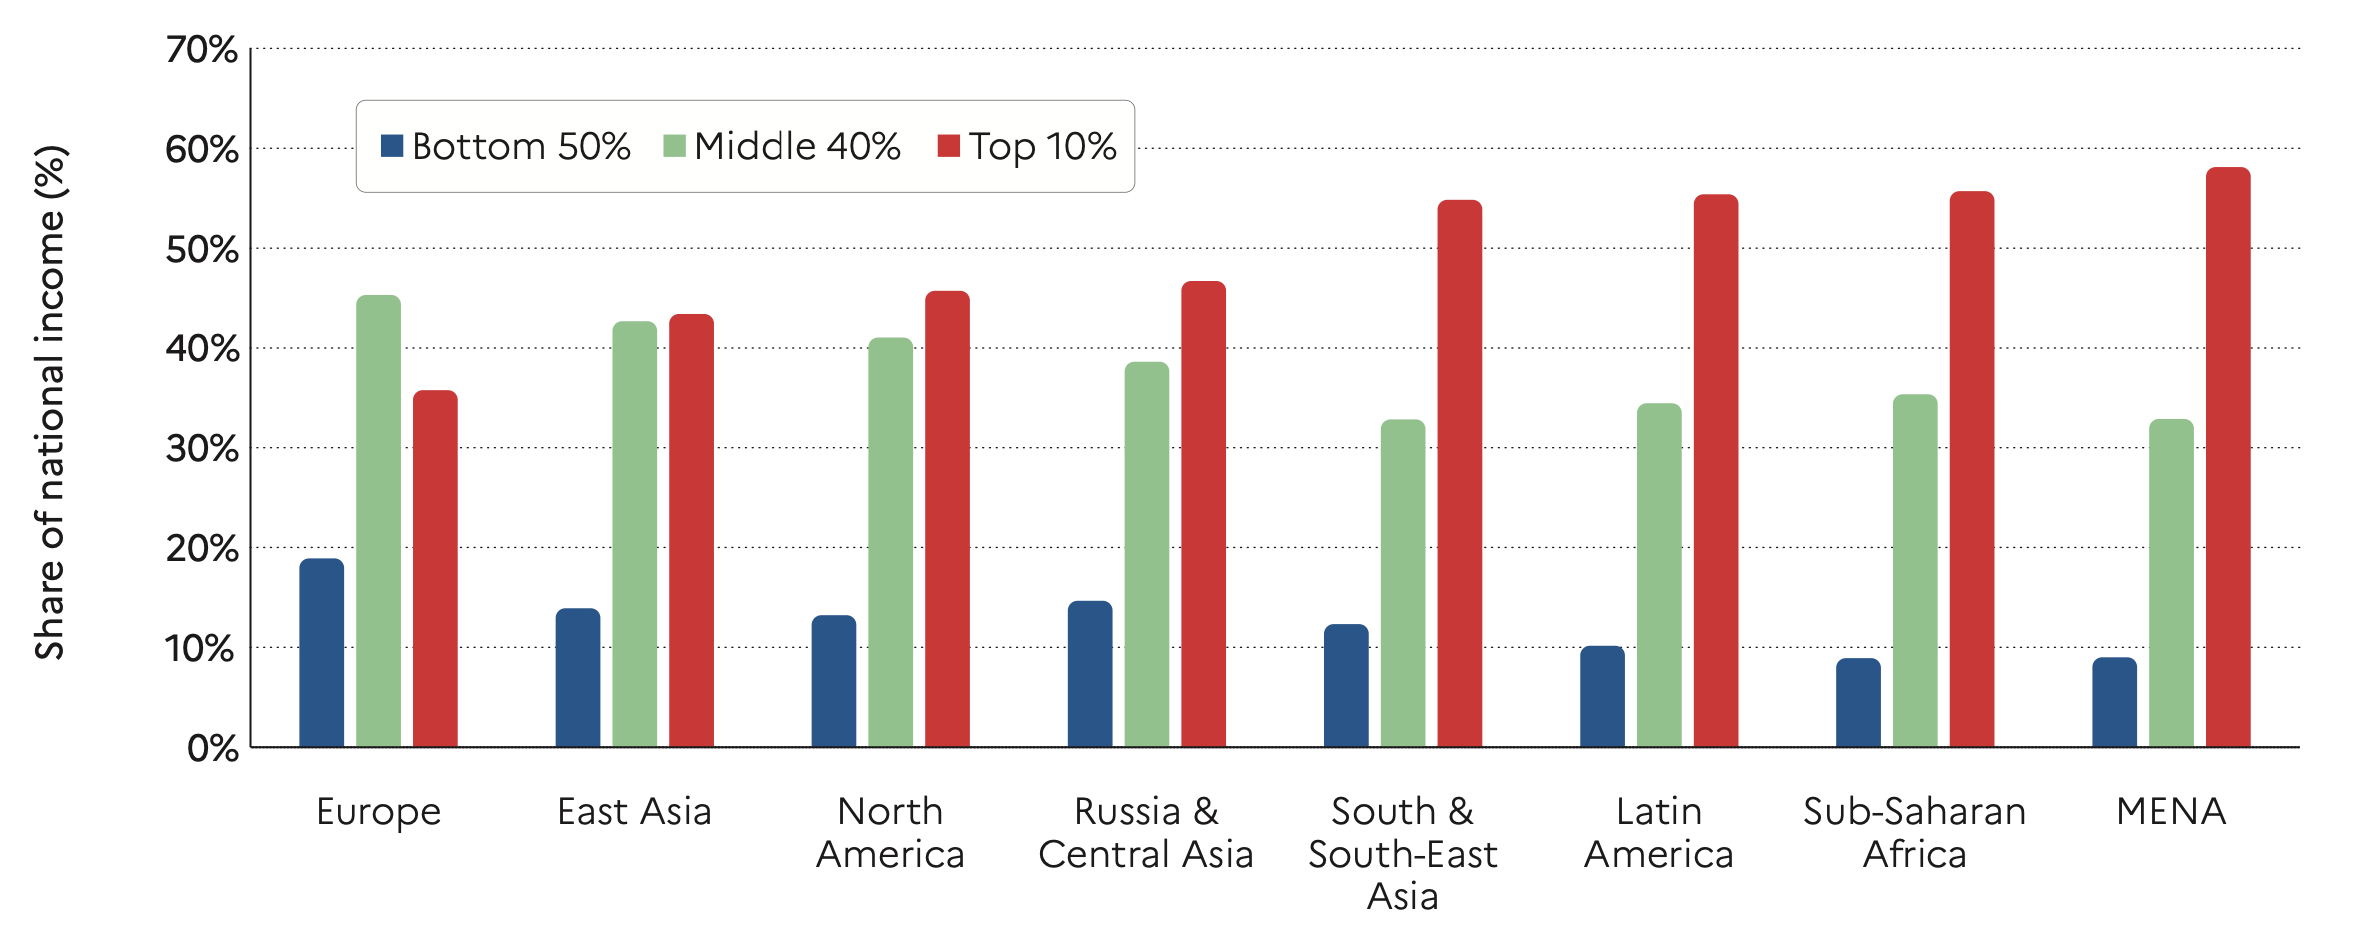 Share of national income (%)
70%
60%
50%
40%
30%
20%
10%
0%
Bottom 50% Middle 40% Top 10%
Europe
East Asia
North
America
Russia &
Central Asia
South &
South-East
Asia
Latin
America
Sub-Saharan
Africa
MENA